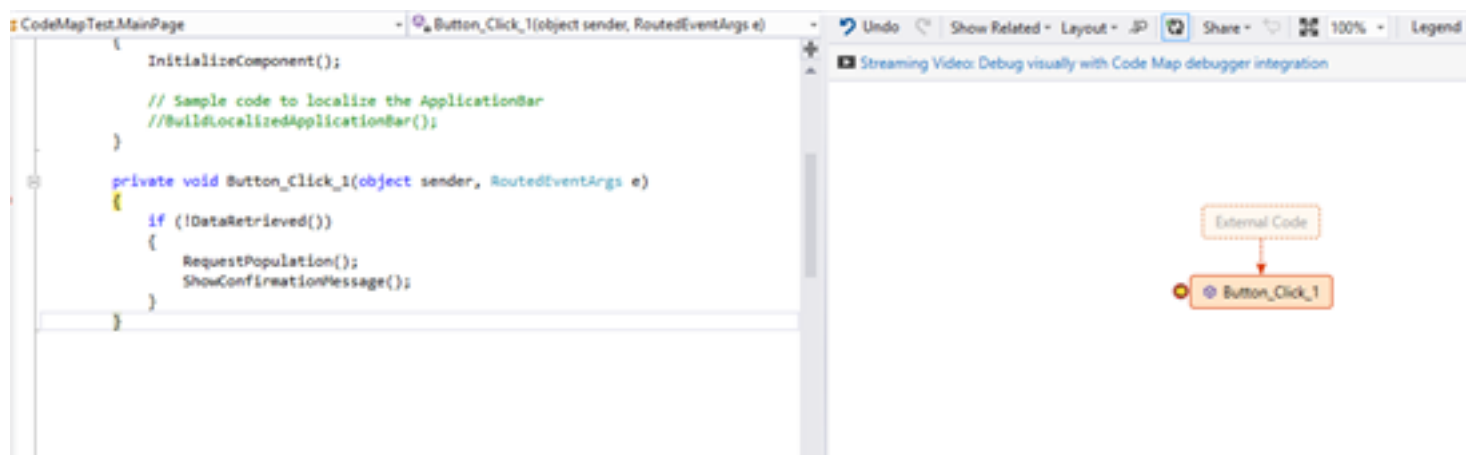 CodeMapTest.MainPage
Button_Click_1(object sender, RoutedEventArgs e)
Undo Show Related Layout Share 100% Legend
Streaming Video: Debug visually with Code Map debugger integration
{
InitializeComponent();
// Sample code to localize the ApplicationBar
//BuildLocalizedApplicationBar();
}
private void Button_Click_1(object sender, RoutedEventArgs e)
{
if (!DataRetrieved())
{
RequestPopulation();
ShowConfirmationMessage();
}
}
External Code
Button_Click_1